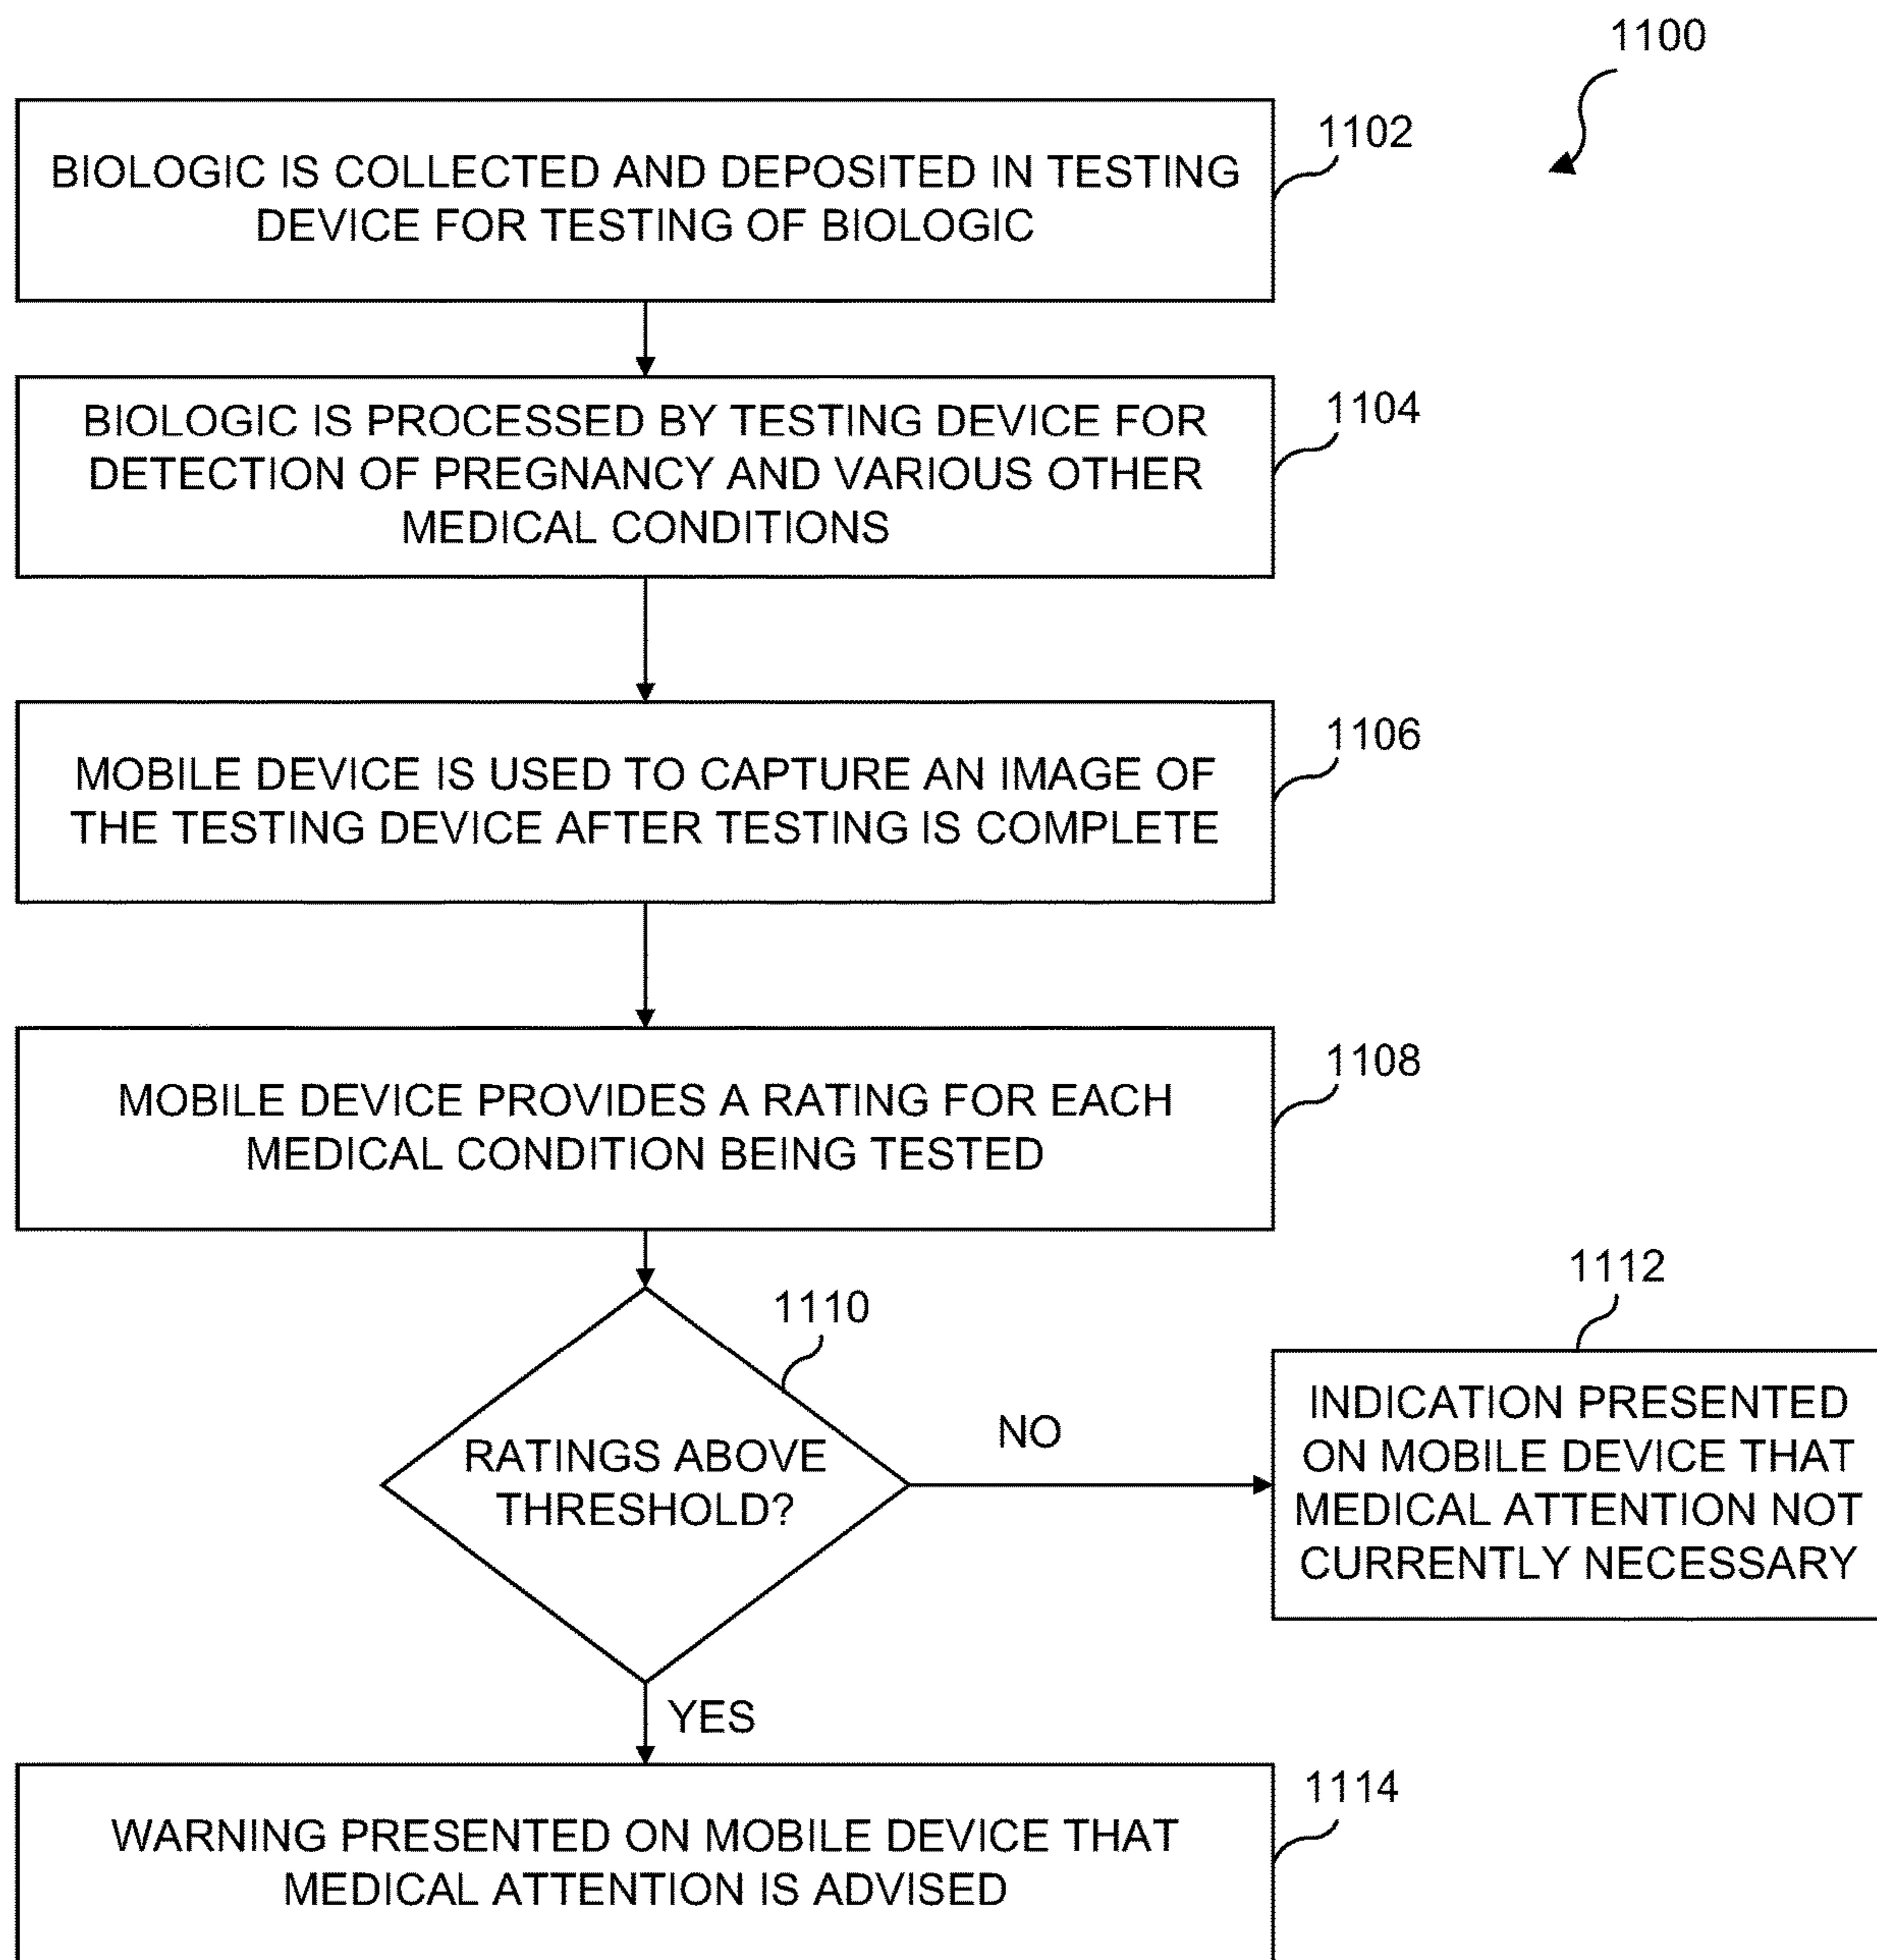 1100
BIOLOGIC IS COLLECTED AND DEPOSITED IN TESTING
DEVICE FOR TESTING OF BIOLOGIC
1102
BIOLOGIC IS PROCESSED BY TESTING DEVICE FOR
DETECTION OF PREGNANCY AND VARIOUS OTHER
MEDICAL CONDITIONS
1104
MOBILE DEVICE IS USED TO CAPTURE AN IMAGE OF
THE TESTING DEVICE AFTER TESTING IS COMPLETE
1106
MOBILE DEVICE PROVIDES A RATING FOR EACH
MEDICAL CONDITION BEING TESTED
1108
1110
RATINGS ABOVE
THRESHOLD?
NO
1112
INDICATION PRESENTED
ON MOBILE DEVICE THAT
MEDICAL ATTENTION NOT
CURRENTLY NECESSARY
YES
WARNING PRESENTED ON MOBILE DEVICE THAT
MEDICAL ATTENTION IS ADVISED
1114